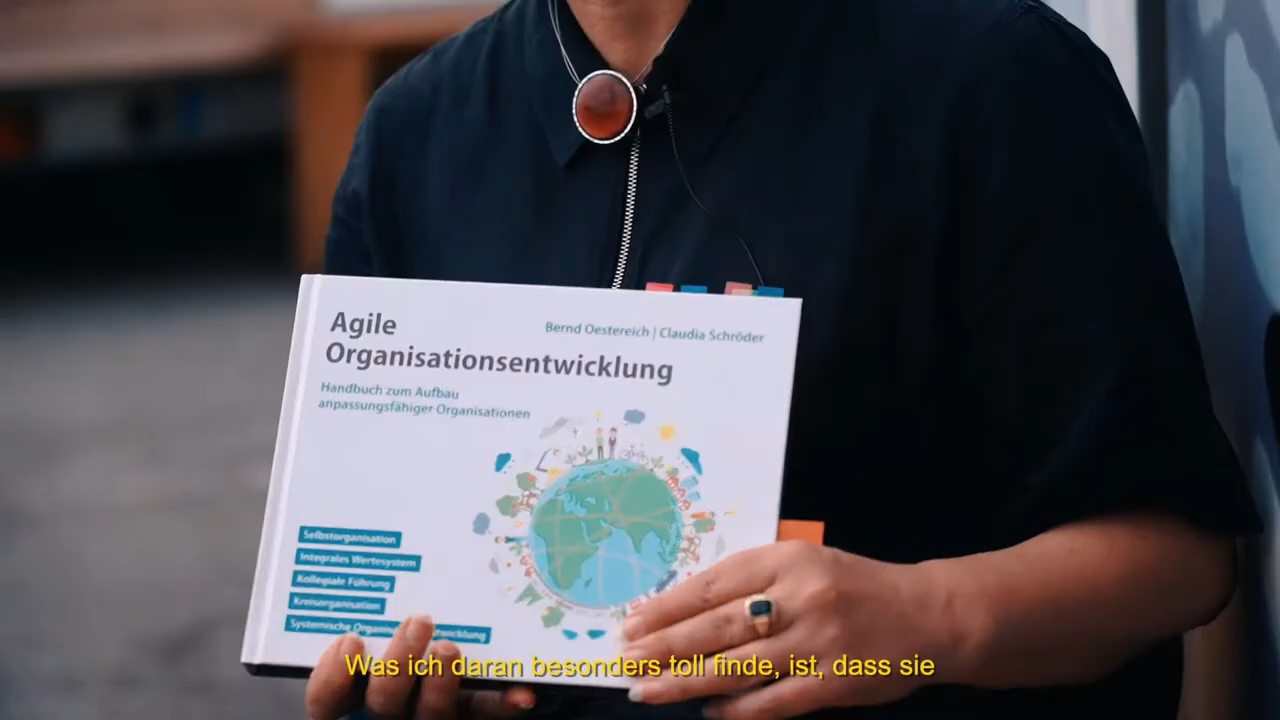 Agile
Organisationsentwicklung
Bernd Oestereich | Claudia Schröder
Handbuch zum Aufbau
anpassungsfähiger Organisationen
Selbstorganisation
Integrales Wertesystem
Kollegiale Führung
Kreisorganisation
Systemische
Was ich daran besonders toll finde, ist, dass sie